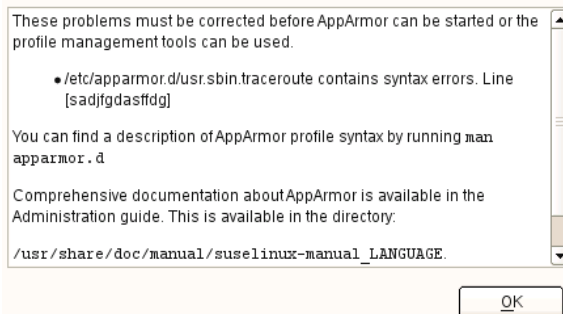 These problems must be corrected before AppArmor can be started or the
profile management tools can be used.
• /etc/apparmor.d/usr.sbin.traceroute contains syntax errors. Line
[sadjfgdasffdg]
You can find a description of AppArmor profile syntax by running man
apparmor.d
Comprehensive documentation about AppArmor is available in the
Administration guide. This is available in the directory:
/usr/share/doc/manual/suselinux-manual_LANGUAGE.
OK